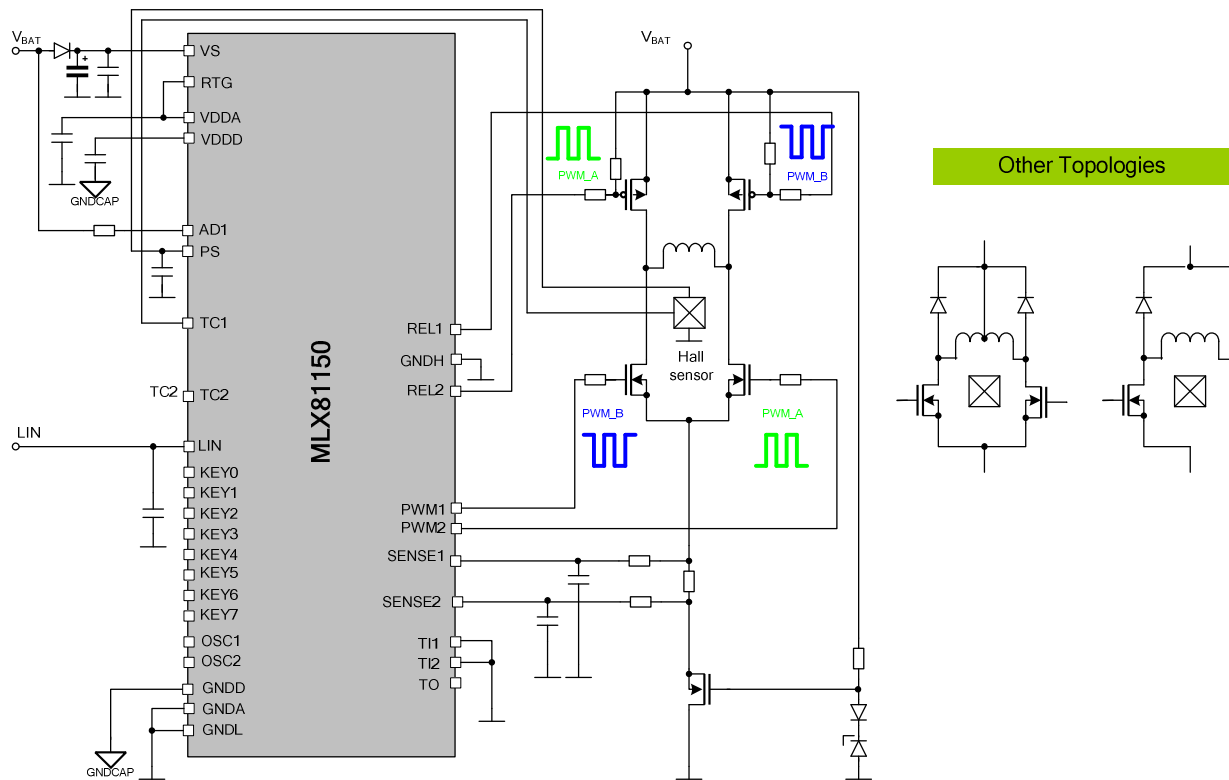 VBAT
VS
RTG
VDDA
VDDD
GNDCAP
AD1
PS
TC1
TC2
TC2
LIN
LIN
KEY0
KEY1
KEY2
KEY3
KEY4
KEY5
KEY6
KEY7
OSC1
OSC2
GNDD
GNDA
GNDL
GNDCAP
MLX81150
REL1
GNDH
REL2
PWM1
PWM2
SENSE1
SENSE2
TI1
TI2
TO
VBAT
PWM_A
PWM_B
Hall
sensor
PWM_B
PWM_A
+
Other Topologies